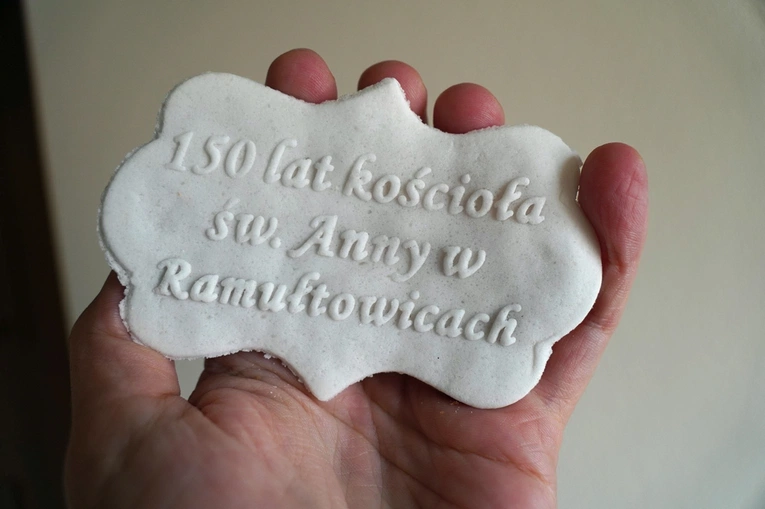 150 lat kościoła
św. Anny w
Ramułtowicach